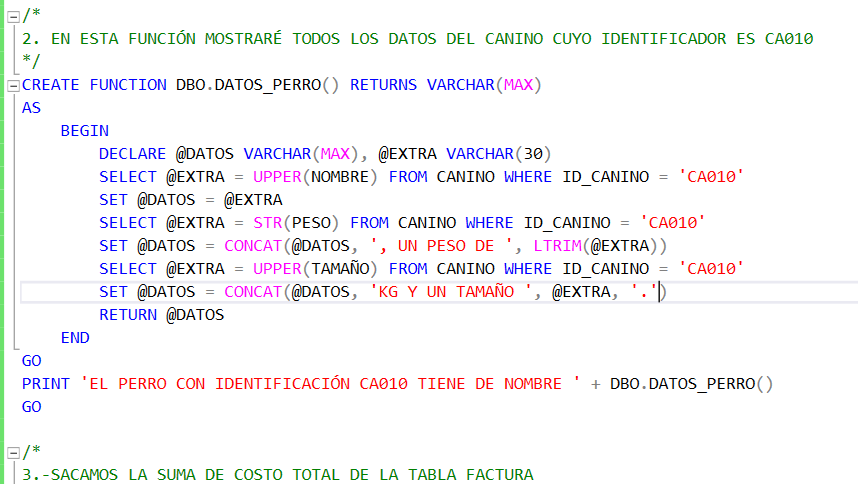 /*
2. EN ESTA FUNCIÓN MOSTRARÉ TODOS LOS DATOS DEL CANINO CUYO IDENTIFICADOR ES CA010
*/
CREATE FUNCTION DBO.DATOS_PERRO() RETURNS VARCHAR(MAX)
AS
BEGIN
DECLARE @DATOS VARCHAR(MAX), @EXTRA VARCHAR(30)
SELECT @EXTRA = UPPER(NOMBRE) FROM CANINO WHERE ID_CANINO = 'CA010'
SET @DATOS = @EXTRA
SELECT @EXTRA = STR(PESO) FROM CANINO WHERE ID_CANINO = 'CA010'
SET @DATOS = CONCAT(@DATOS, ', UN PESO DE ', LTRIM(@EXTRA))
SELECT @EXTRA = UPPER(TAMAÑO) FROM CANINO WHERE ID_CANINO = 'CA010'
SET @DATOS = CONCAT(@DATOS, 'KG Y UN TAMAÑO ', @EXTRA, '.')
RETURN @DATOS
END
GO
PRINT 'EL PERRO CON IDENTIFICACIÓN CA010 TIENE DE NOMBRE ' + DBO.DATOS_PERRO()
GO
/*
3.-SACAMOS LA SUMA DE COSTO TOTAL DE LA TABLA FACTURA